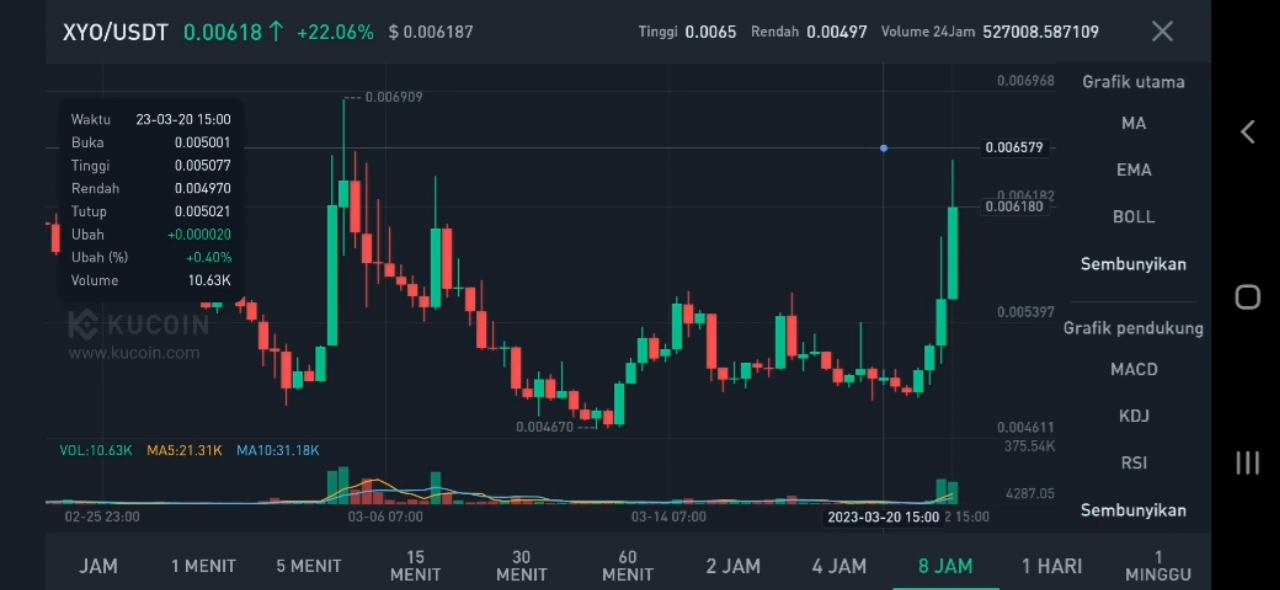 XYO/USDT 0.00618↑ +22.06% $ 0.006187 Tinggi 0.0065 Rendah 0.00497 Volume 24Jam 527008.587109
0.006968 Grafik utama
0.006909
Waktu 23-03-20 15:00
MA
Buka 0.005001
0.006579
Tinggi 0.005077
EMA
Rendah 0.004970
0.006182
0.006180
Tutup 0.005021
BOLL
Ubah +0.000020
Ubah (%) +0.40%
Sembunyikan
Volume 10.63K
0.005397
KUCOIN
Grafik pendukung
www.kucoin.com
MACD
KDJ
0.004670
0.004611
VOL:10.63K MA5:21.31K MA10:31.18K
375.54K
RSI
4287.05
02-25 23:00 03-06 07:00 03-14 07:00 2023-03-20 15:00 2 15:00
Sembunyikan
JAM 1 MENIT 5 MENIT 15 MENIT 30 MENIT 60 MENIT 2 JAM 4 JAM 8 JAM 1 HARI 1 MINGGU